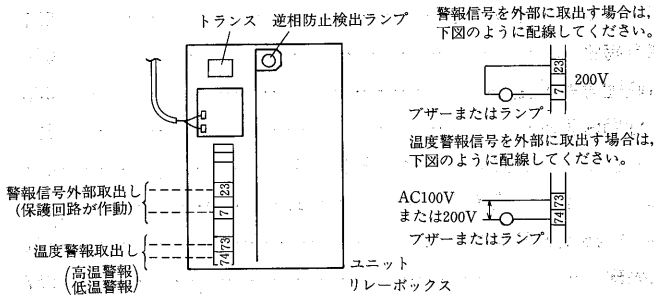 トランス
逆相防止検出ランプ
警報信号外部取出し
(保護回路が作動)
温度警報取出し
(高温警報
低温警報)
23
7
73
74
ユニット
リレーボックス
警報信号を外部に取出す場合は,
下図のように配線してください。
23
7
200V
ブザーまたはランプ
温度警報信号を外部に取出す場合は,
下図のように配線してください。
AC100V
または200V
73
74
ブザーまたはランプ